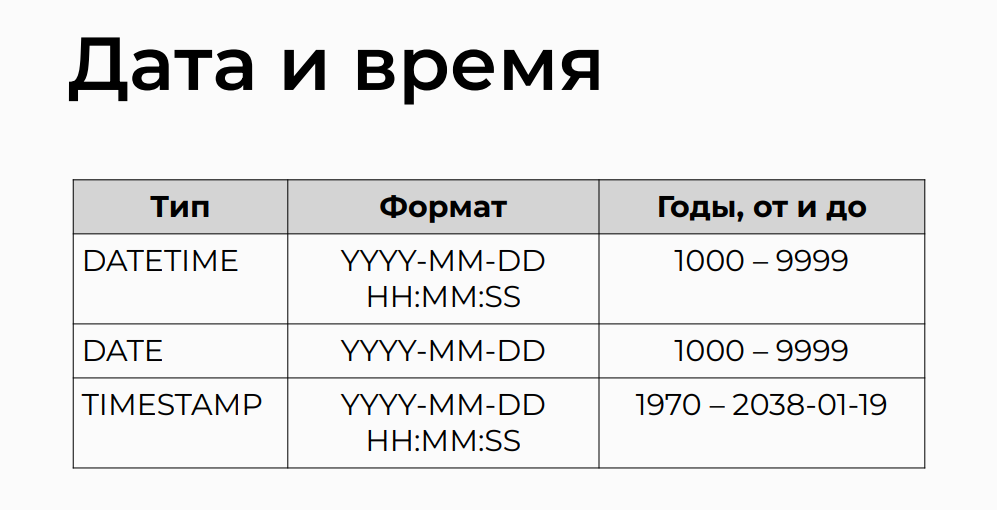 Дата и время
Тип Формат Годы, от и до
DATETIME YYYY-MM-DD 1000 – 9999
HH:MM:SS
DATE YYYY-MM-DD 1000 – 9999
TIMESTAMP YYYY-MM-DD 1970 – 2038-01-19
HH:MM:SS